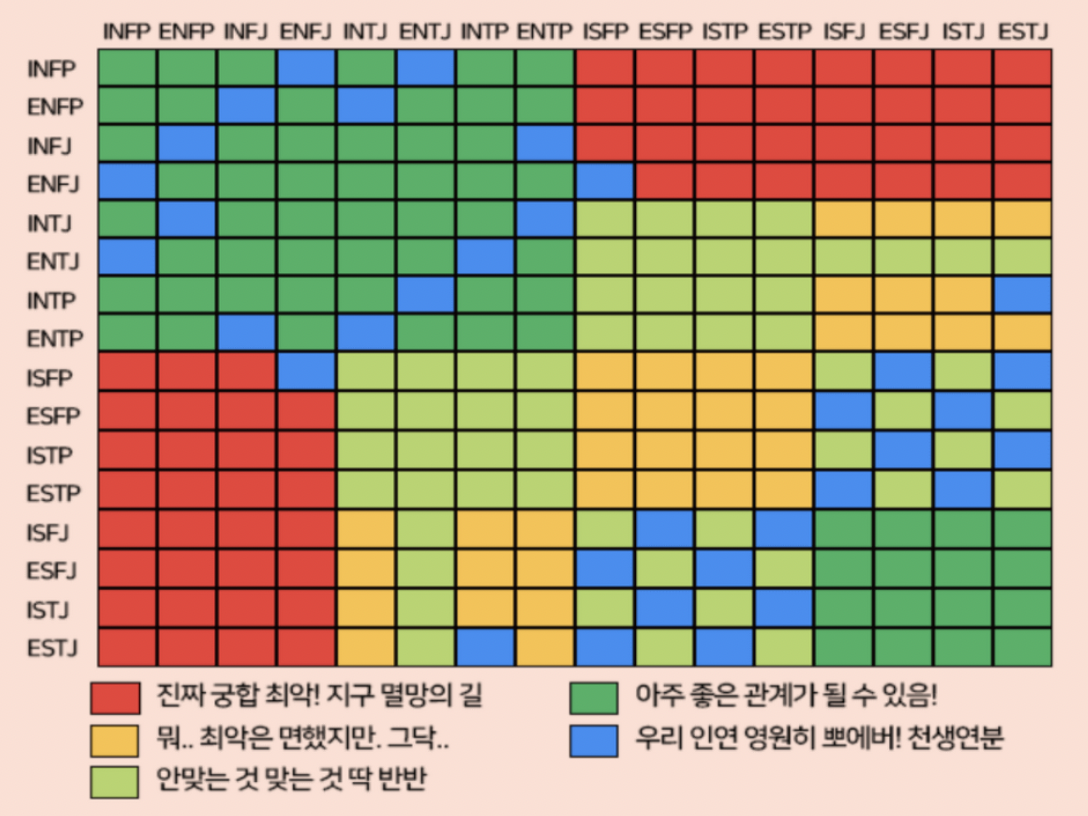 INFP ENFP INFJ ENFJ INTJ ENTJ INTP ENTP ISFP ESFP ISTP ESTP ISFJ ESFJ ISTJ ESTJ
INFP
ENFP
INFJ
ENFJ
INTJ
ENTJ
INTP
ENTP
ISFP
ESFP
ISTP
ESTP
ISFJ
ESFJ
ISTJ
ESTJ
진짜 궁합 최악! 지구 멸망의 길
아주 좋은 관계가 될 수 있음!
뭐.. 최악은 면했지만. 그닥..
우리 인연 영원히 뽀에버! 천생연분
안맞는 것 맞는 것 딱 반반